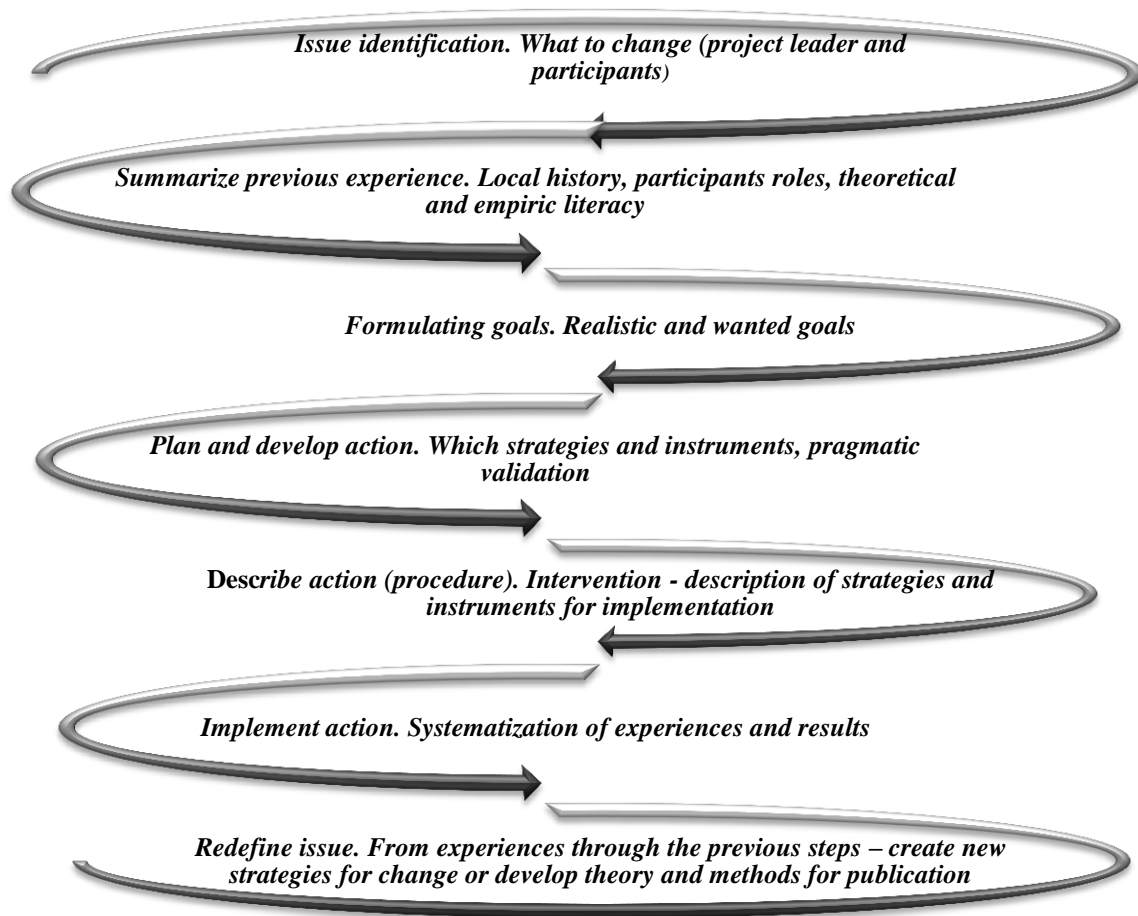 Issue identification. What to change (project leader and
participants)
Summarize previous experience. Local history, participants roles, theoretical
and empiric literacy
Formulating goals. Realistic and wanted goals
Plan and develop action. Which strategies and instruments, pragmatic
validation
Describe action (procedure). Intervention - description of strategies and
instruments for implementation
Implement action. Systematization of experiences and results
Redefine issue. From experiences through the previous steps – create new
strategies for change or develop theory and methods for publication